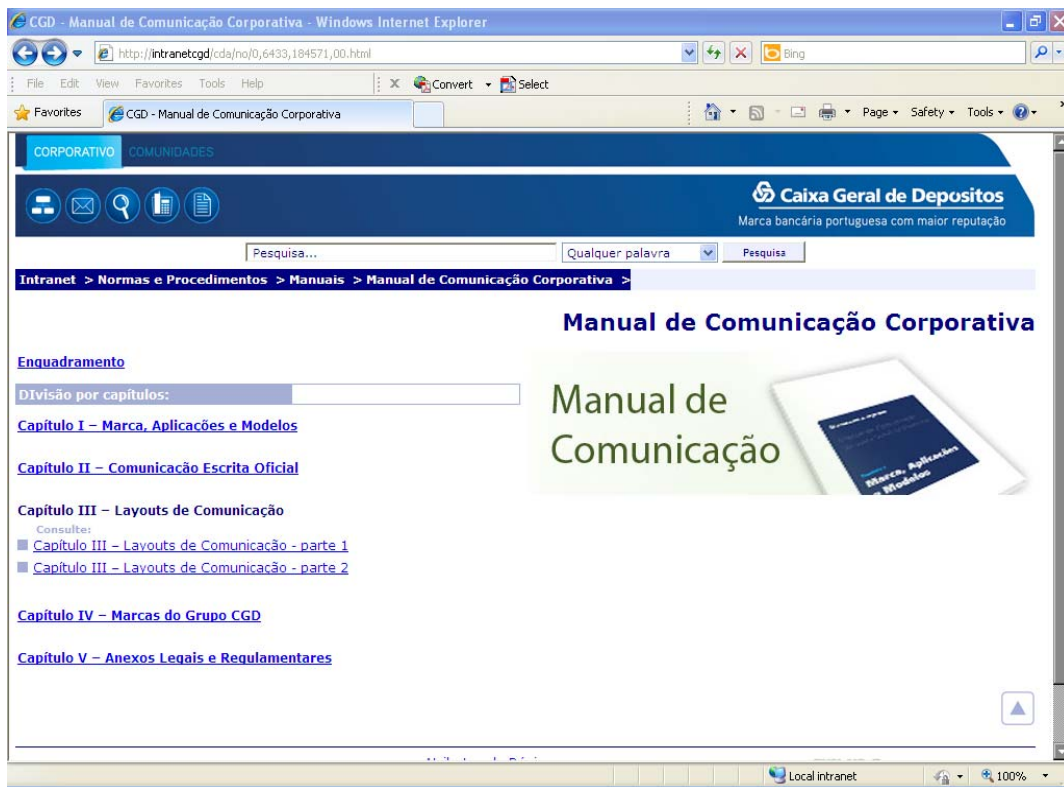 CGD - Manual de Comunicação Corporativa - Windows Internet Explorer
http://intranetcgd/cda/no/0,6433,184571,00.html
Bing
File Edit View Favorites Tools Help
X Convert Select
Favorites CGD - Manual de Comunicação Corporativa Page Safety Tools
CORPORATIVO COMUNIDADES
Caixa Geral de Depositos
Marca bancária portuguesa com maior reputação
Pesquisa... Qualquer palavra Pesquisa
Intranet > Normas e Procedimentos > Manuais > Manual de Comunicação Corporativa >
Manual de Comunicação Corporativa
Enquadramento
DIvisão por capítulos:
Capítulo I – Marca, Aplicações e Modelos
Capítulo II – Comunicação Escrita Oficial
Capítulo III – Layouts de Comunicação
Consulte:
Capítulo III – Layouts de Comunicação - parte 1
Capítulo III – Layouts de Comunicação - parte 2
Capítulo IV – Marcas do Grupo CGD
Capítulo V – Anexos Legais e Regulamentares
Manual de
Comunicação
Marca, Aplicações
e Modelos
Local intranet 100%